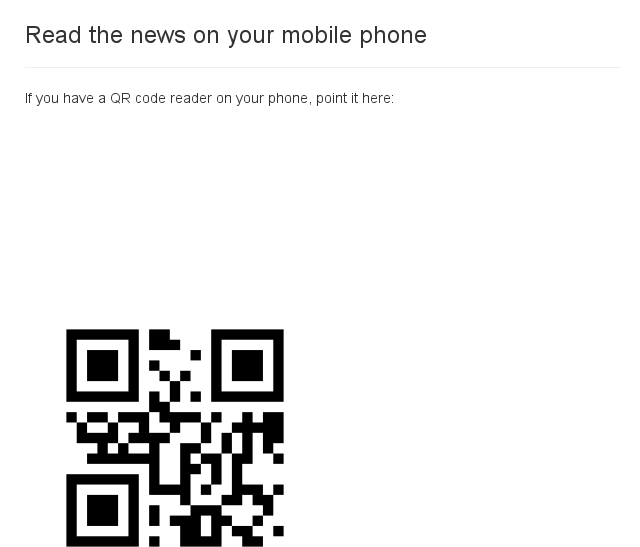 Read the news on your mobile phone
If you have a QR code reader on your phone, point it here: